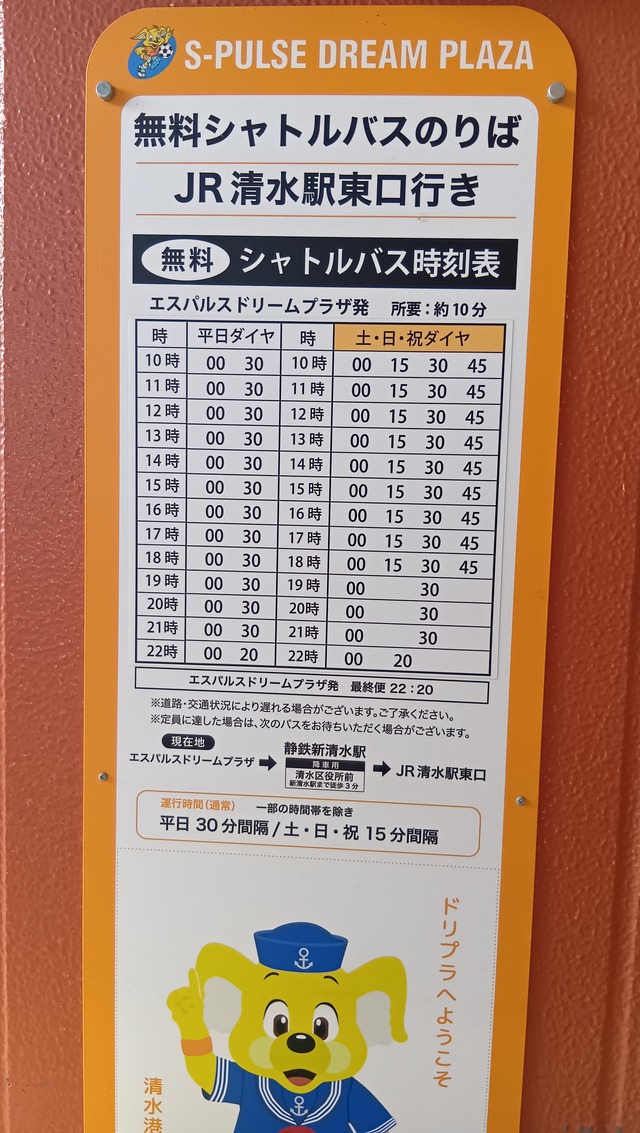 S-PULSE DREAM PLAZA
無料シャトルバスのりば
JR清水駅東口行き
無料 シャトルバス時刻表
エスパルスドリームプラザ発 所要：約10分
時 平日ダイヤ 時 土・日・祝ダイヤ
10時 00 30 10時 00 15 30 45
11時 00 30 11時 00 15 30 45
12時 00 30 12時 00 15 30 45
13時 00 30 13時 00 15 30 45
14時 00 30 14時 00 15 30 45
15時 00 30 15時 00 15 30 45
16時 00 30 16時 00 15 30 45
17時 00 30 17時 00 15 30 45
18時 00 30 18時 00 15 30 45
19時 00 30 19時 00 30
20時 00 30 20時 00 30
21時 00 30 21時 00 30
22時 00 20 22時 00 20
エスパルスドリームプラザ発 最終便 22：20
※道路・交通状況により遅れる場合がございます。ご了承ください。
※定員に達した場合は、次のバスをお待ちいただく場合がございます。
現在地
エスパルスドリームプラザ ➡ 静鉄新清水駅
降車用
清水区役所前
新清水駅まで徒歩3分
➡ JR清水駅東口
運行時間（通常） 一部の時間帯を除き
平日 30分間隔 / 土・日・祝 15分間隔
ドリプラへようこそ
清水港